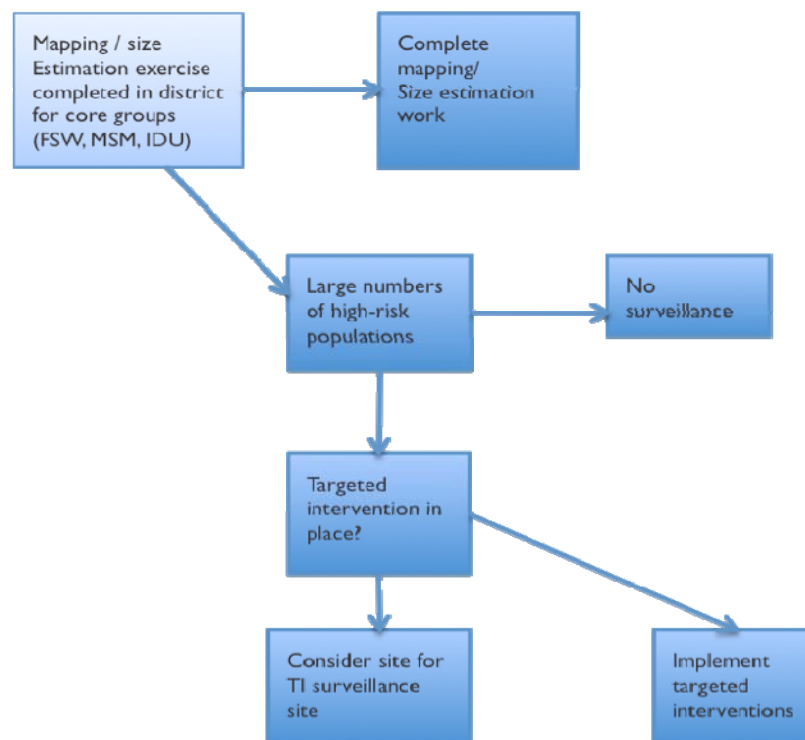 Mapping / size
Estimation exercise
completed in district
for core groups
(FSW, MSM, IDU)
Complete
mapping/
Size estimation
work
Large numbers
of high-risk
populations
No
surveillance
Targeted
intervention in
place?
Consider site for
TI surveillance
site
Implement
targeted
interventions